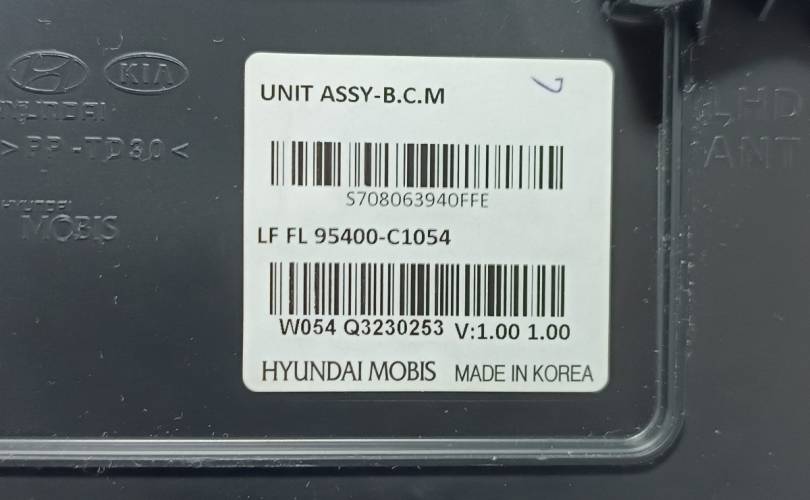 UNIT ASSY-B.C.M
S708063940FFE
LF FL 95400-C1054
W054 Q3230253 V:1.00 1.00
HYUNDAI MOBIS MADE IN KOREA
KIA
HYUNDAI
>PP-TD30<
HYUNDAI
MOBIS
LHD
ANT